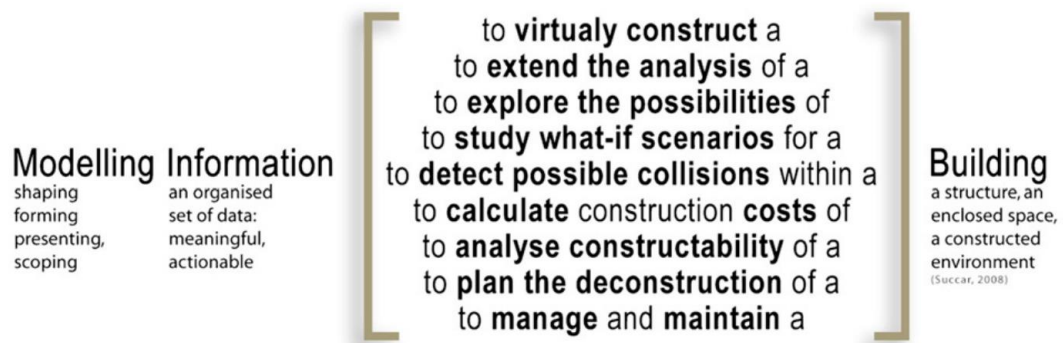 Modelling
shaping
forming
presenting,
scoping
Information
an organised
set of data:
meaningful,
actionable
to virtualy construct a
to extend the analysis of a
to explore the possibilities of
to study what-if scenarios for a
to detect possible collisions within a
to calculate construction costs of
to analyse constructability of a
to plan the deconstruction of a
to manage and maintain a
Building
a structure, an
enclosed space,
a constructed
environment
(Succar, 2008)